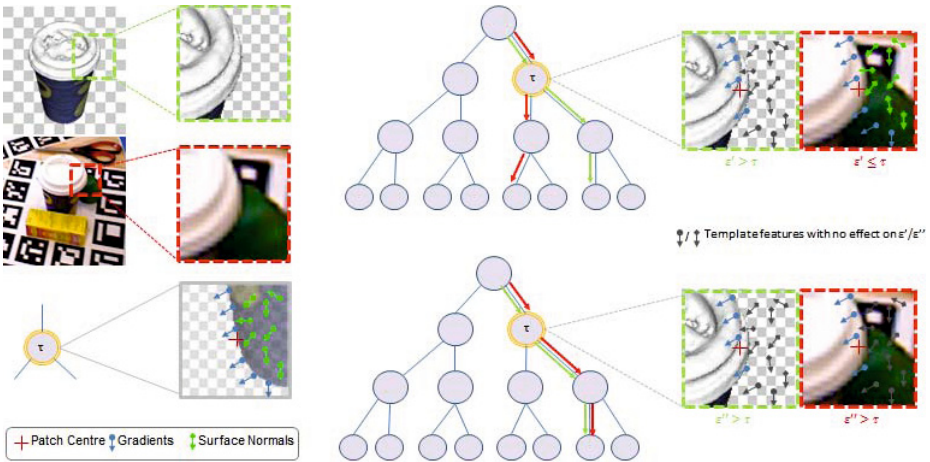 τ
ε' > τ
ε' ≤ τ
/ Template features with no effect on ε'/ε''
τ
τ
ε'' > τ
ε'' > τ
Patch Centre
Gradients
Surface Normals